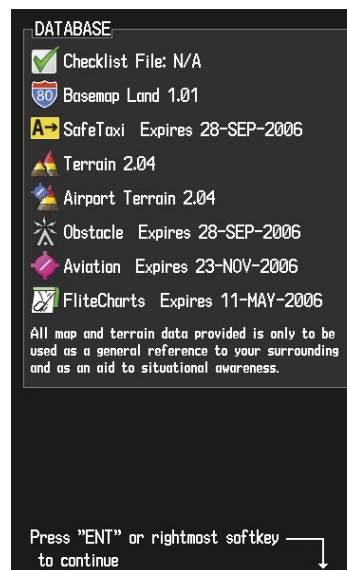 DATABASE
Checklist File: N/A
80 Basemap Land 1.01
A→ SafeTaxi Expires 28-SEP-2006
Terrain 2.04
Airport Terrain 2.04
Obstacle Expires 28-SEP-2006
Aviation Expires 23-NOV-2006
FliteCharts Expires 11-MAY-2006
All map and terrain data provided is only to be
used as a general reference to your surrounding
and as an aid to situational awareness.
Press "ENT" or rightmost softkey
to continue